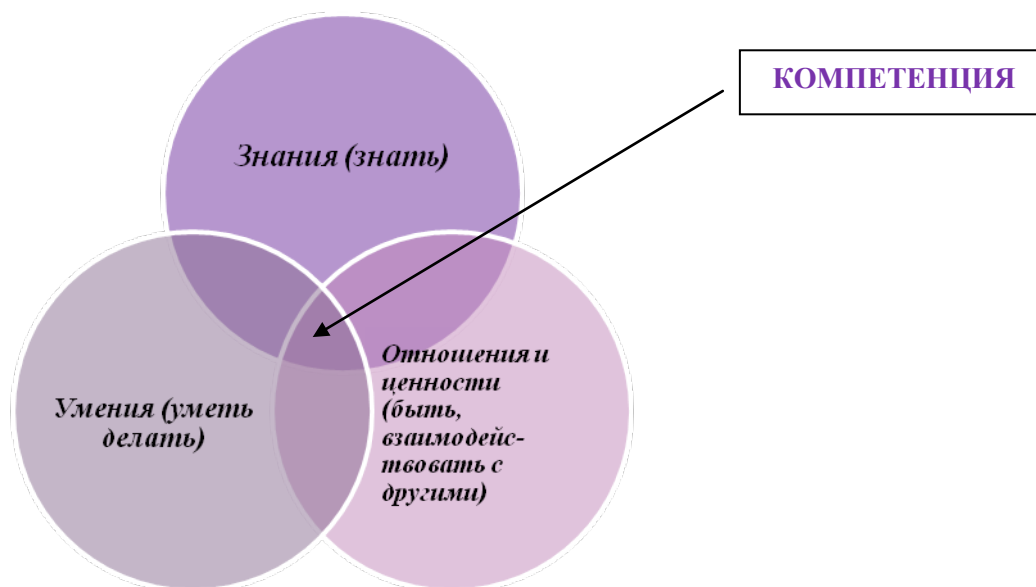 КОМПЕТЕНЦИЯ
Знания (знать)
Умения (уметь
делать)
Отношения и
ценности
(быть,
взаимодейс-
твовать с
другими)